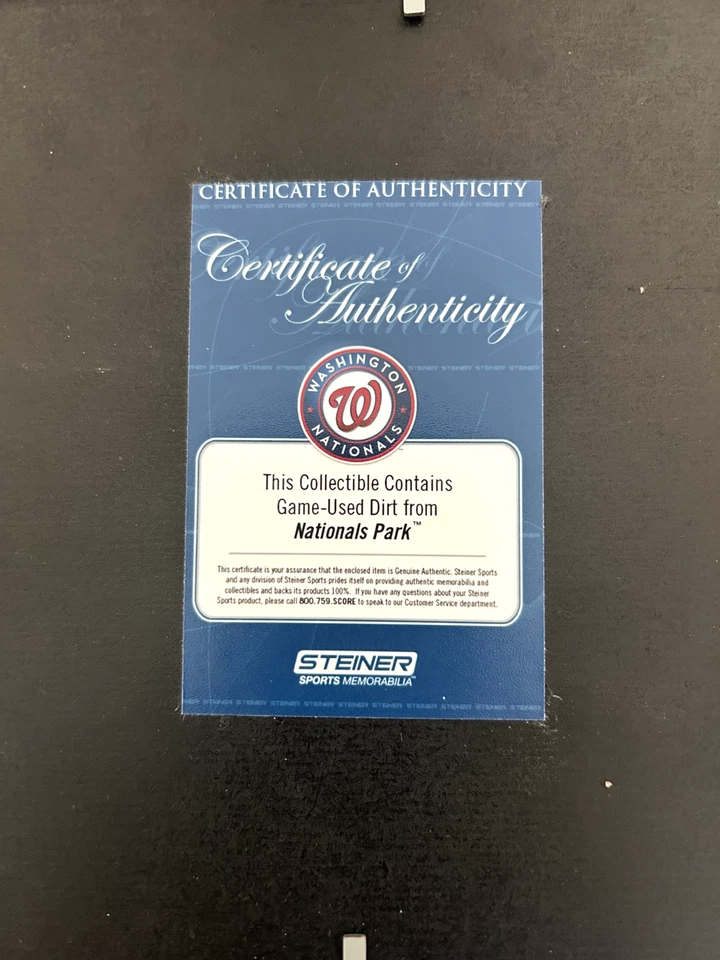 CERTIFICATE OF AUTHENTICITY
Certificate of
Authenticity
WASHINGTON
W
NATIONALS
This Collectible Contains
Game-Used Dirt from
Nationals Park™
This certificate is your assurance that the enclosed item is Genuine Authentic. Steiner Sports
and any division of Steiner Sports prides itself on providing authentic memorabilia and
collectibles and backs its products 100%. If you have any questions about your Steiner
Sports product, please call 800.759.SCORE to speak to our Customer Service department.
STEINER
SPORTS MEMORABILIA™